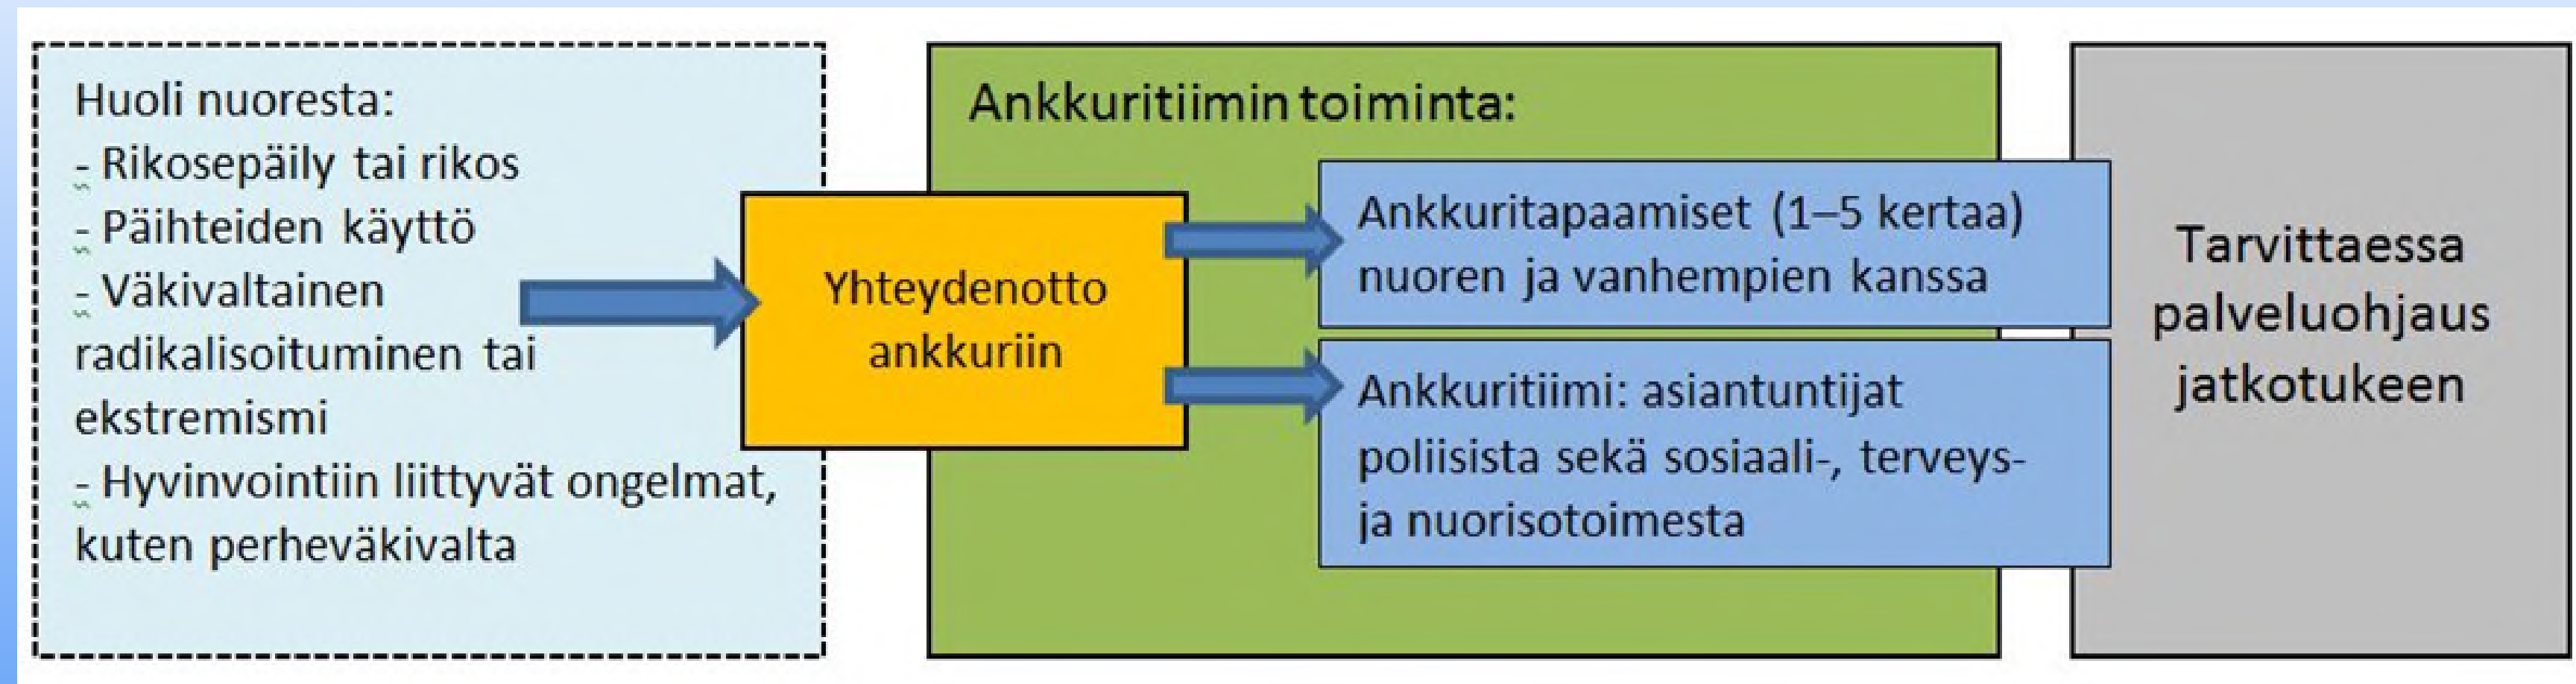 Huoli nuoresta:
- Rikosepäily tai rikos
- Päihteiden käyttö
- Väkivaltainen
radikalisoituminen tai
ekstremismi
- Hyvinvointiin liittyvät ongelmat,
kuten perheväkivalta
Yhteydenotto
ankkuriin
Ankkuritiimin toiminta:
Ankkuritapaamiset (1–5 kertaa)
nuoren ja vanhempien kanssa
Ankkuritiimi: asiantuntijat
poliisista sekä sosiaali-, terveys-
ja nuorisotoimesta
Tarvittaessa
palveluohjaus
jatkotukeen